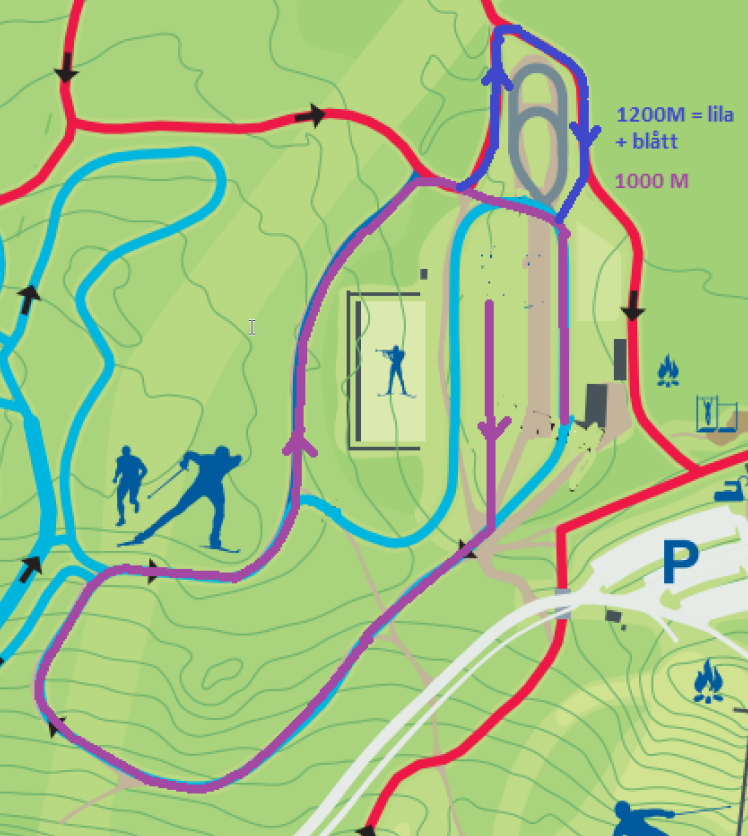 1200M = lila
+ blått
1000 M
P